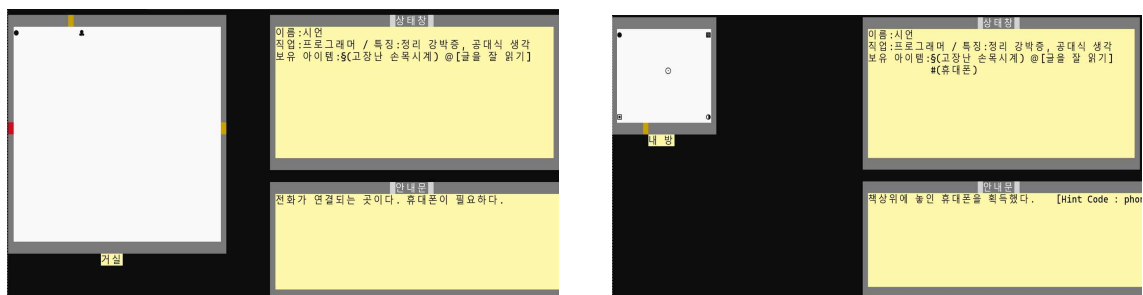 상태창
이름:시언
직업:프로그래머 / 특징:정리 강박증, 공대식 생각
보유 아이템:§(고장난 손목시계) @[글을 잘 읽기]
안내문
전화가 연결되는 곳이다. 휴대폰이 필요하다.
거실
상태창
이름:시언
직업:프로그래머 / 특징:정리 강박증, 공대식 생각
보유 아이템:§(고장난 손목시계) @[글을 잘 읽기]
#(휴대폰)
내 방
안내문
책상위에 놓인 휴대폰을 획득했다. [Hint Code : phon